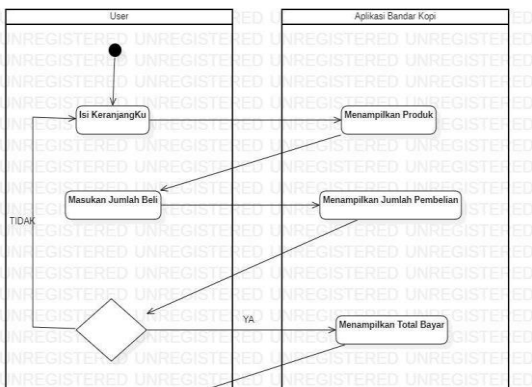 User
Aplikasi Bandar Kopi
Isi KeranjangKu
Menampilkan Produk
Masukan Jumlah Beli
Menampilkan Jumlah Pembelian
TIDAK
YA
Menampilkan Total Bayar
UNREGISTERED